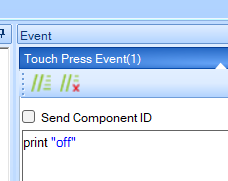 Event
Touch Press Event(1)
Send Component ID
print "off"